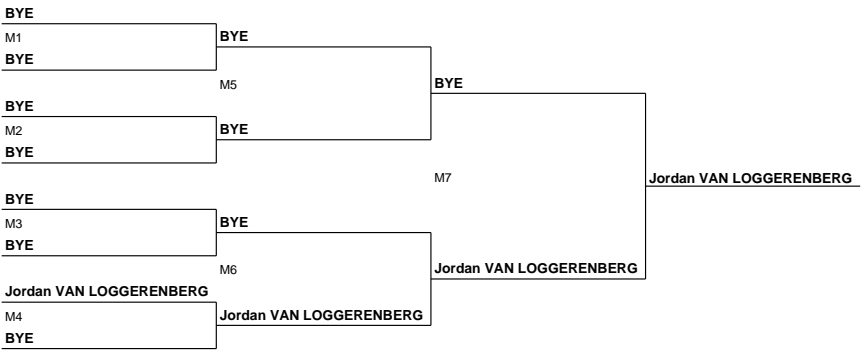 BYE
M1
BYE
BYE
M5
BYE
BYE
M2
BYE
BYE
M7
Jordan VAN LOGGERENBERG
BYE
M3
BYE
BYE
M6
Jordan VAN LOGGERENBERG
Jordan VAN LOGGERENBERG
M4
Jordan VAN LOGGERENBERG
BYE